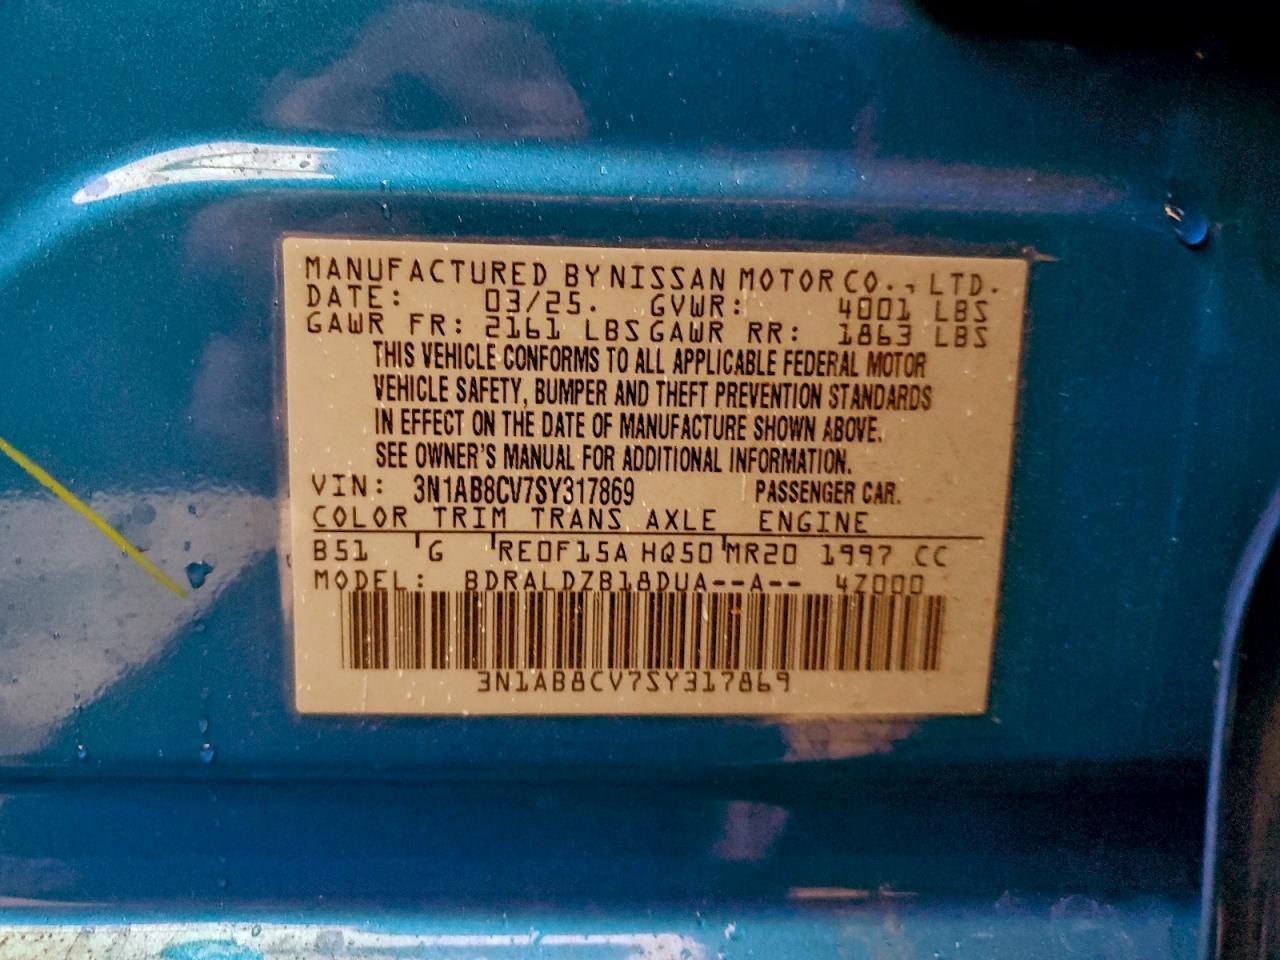 MANUFACTURED BY NISSAN MOTOR CO., LTD.
DATE: 03/25. GVWR: 4001 LBS
GAWR FR: 2161 LBS GAWR RR: 1863 LBS
THIS VEHICLE CONFORMS TO ALL APPLICABLE FEDERAL MOTOR
VEHICLE SAFETY, BUMPER AND THEFT PREVENTION STANDARDS
IN EFFECT ON THE DATE OF MANUFACTURE SHOWN ABOVE.
SEE OWNER'S MANUAL FOR ADDITIONAL INFORMATION.
VIN: 3N1AB8CV7SY317869 PASSENGER CAR.
COLOR TRIM TRANS AXLE ENGINE
B51 G RE0F15A HQ50 MR20 1997 CC
MODEL: BDRALDZB18DUA--A-- 4Z000
3N1AB8CV7SY317869